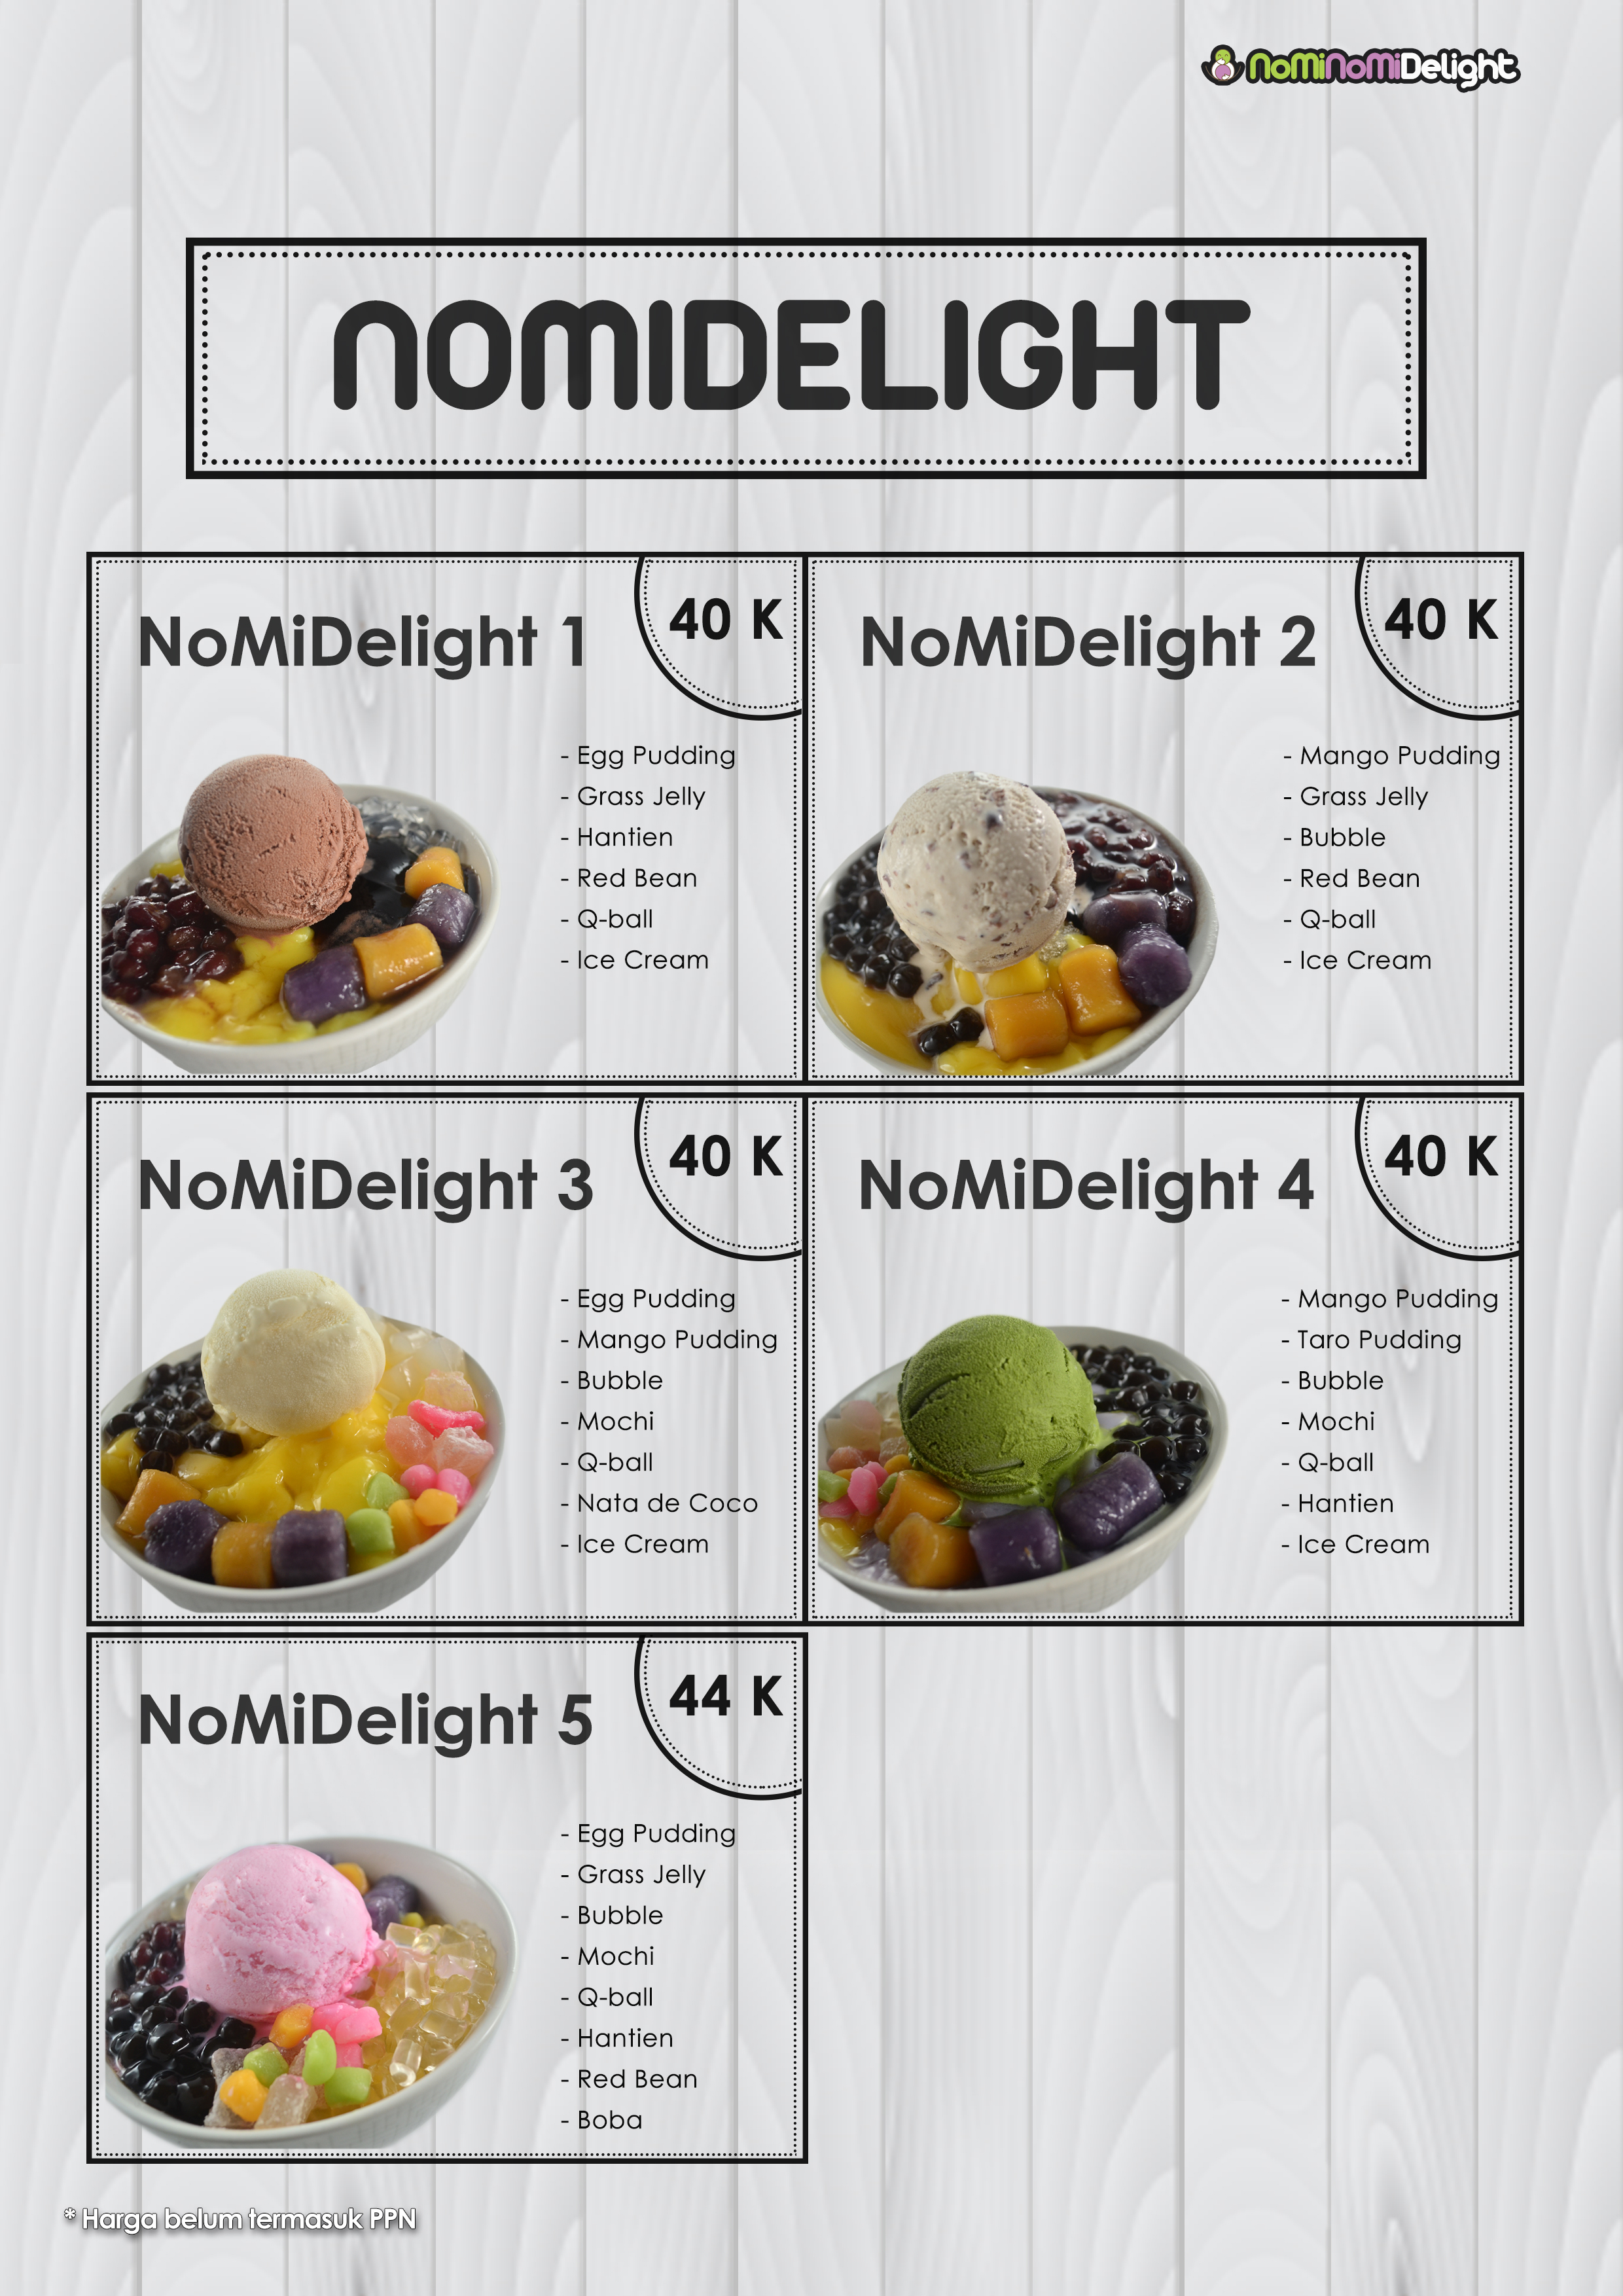 NoMiNoMiDelight
NOMIDELIGHT
NoMiDelight 1
40 K
- Egg Pudding
- Grass Jelly
- Hantien
- Red Bean
- Q-ball
- Ice Cream
NoMiDelight 2
40 K
- Mango Pudding
- Grass Jelly
- Bubble
- Red Bean
- Q-ball
- Ice Cream
NoMiDelight 3
40 K
- Egg Pudding
- Mango Pudding
- Bubble
- Mochi
- Q-ball
- Nata de Coco
- Ice Cream
NoMiDelight 4
40 K
- Mango Pudding
- Taro Pudding
- Bubble
- Mochi
- Q-ball
- Hantien
- Ice Cream
NoMiDelight 5
44 K
- Egg Pudding
- Grass Jelly
- Bubble
- Mochi
- Q-ball
- Hantien
- Red Bean
- Boba
* Harga belum termasuk PPN